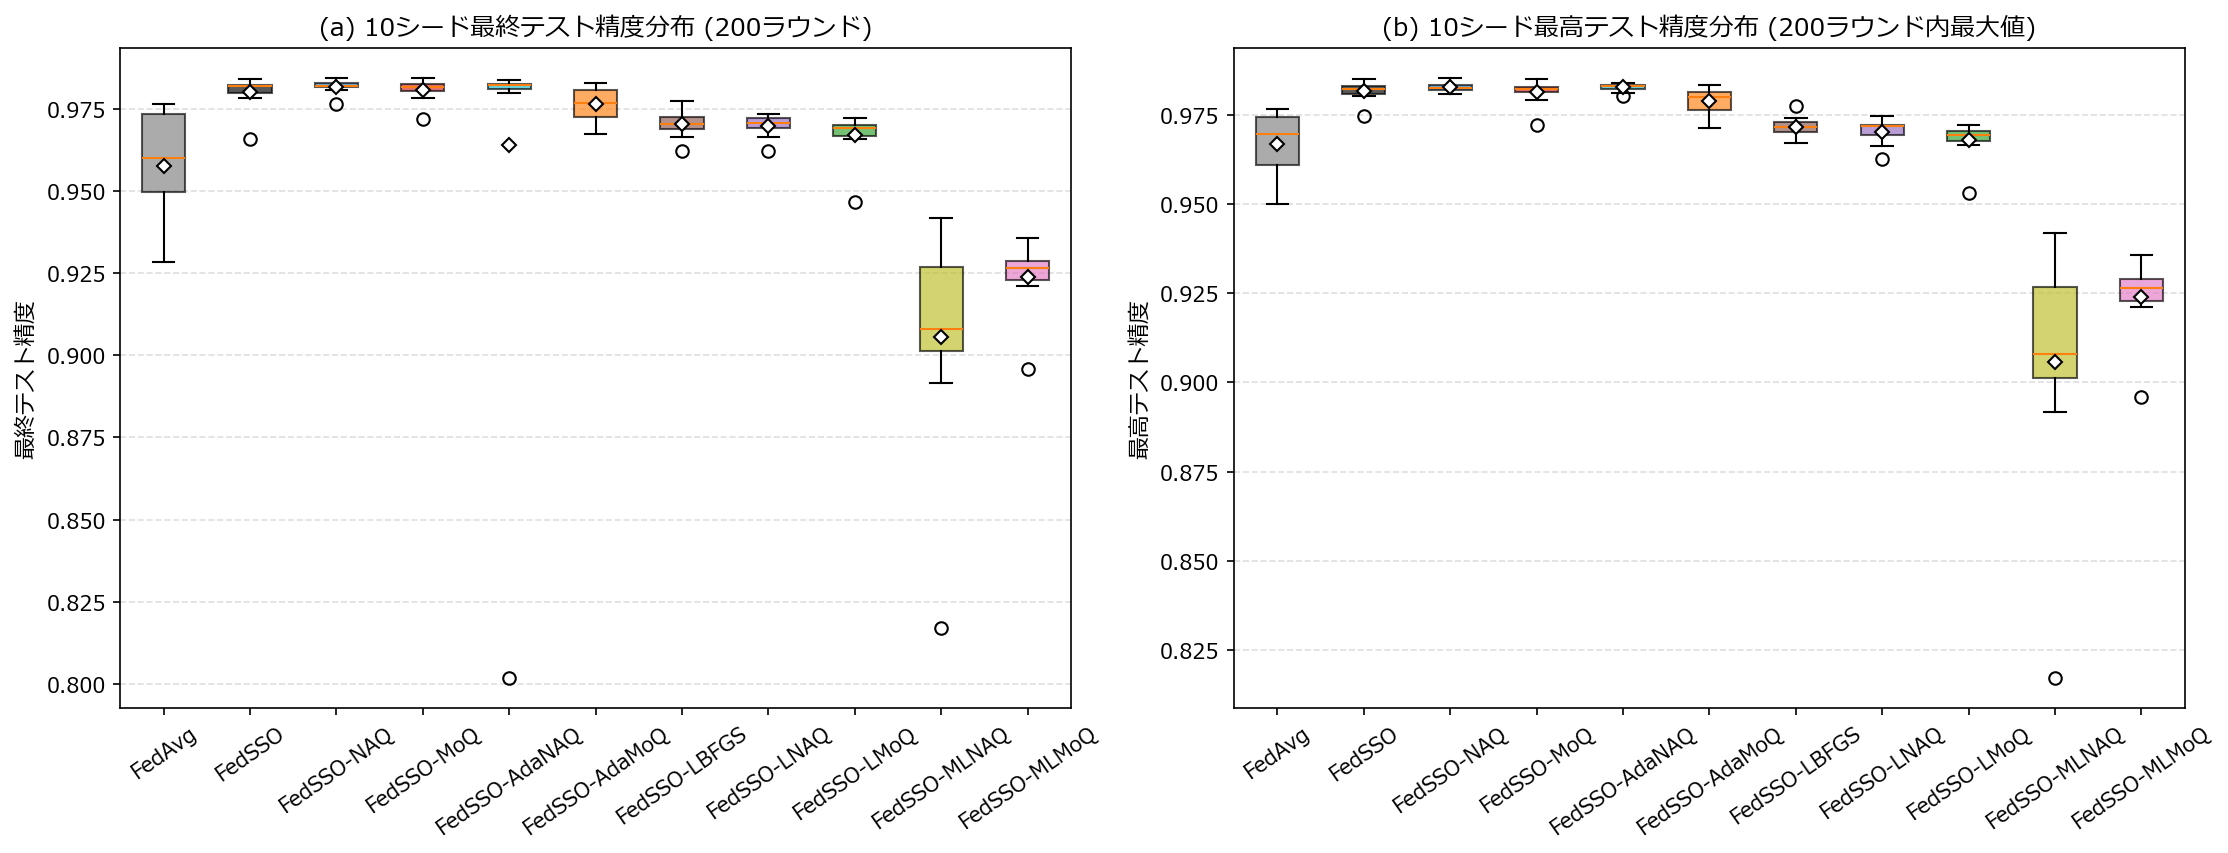 (a) 10シード最終テスト精度分布 (200ラウンド)
最終テスト精度
0.975
0.950
0.925
0.900
0.875
0.850
0.825
0.800
FedAvg
FedSSO
FedSSO-NAQ
FedSSO-MoQ
FedSSO-AdaNAQ
FedSSO-AdaMoQ
FedSSO-LBFGS
FedSSO-LNAQ
FedSSO-LMoQ
FedSSO-MLNAQ
FedSSO-MLMoQ
(b) 10シード最高テスト精度分布 (200ラウンド内最大値)
最高テスト精度
0.975
0.950
0.925
0.900
0.875
0.850
0.825
FedAvg
FedSSO
FedSSO-NAQ
FedSSO-MoQ
FedSSO-AdaNAQ
FedSSO-AdaMoQ
FedSSO-LBFGS
FedSSO-LNAQ
FedSSO-LMoQ
FedSSO-MLNAQ
FedSSO-MLMoQ